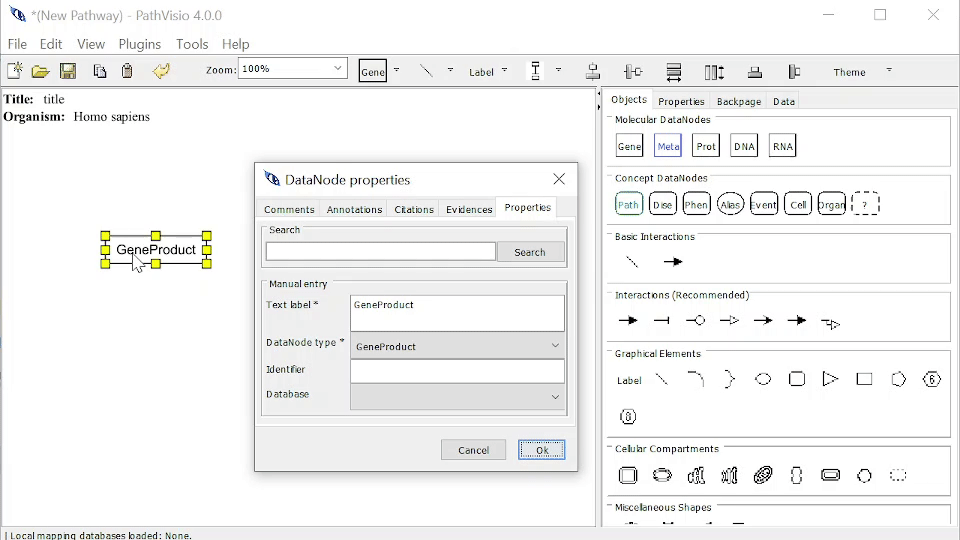 *(New Pathway) - PathVisio 4.0.0
File Edit View Plugins Tools Help
Zoom: 100% Gene Label Theme
Title: title
Organism: Homo sapiens
GeneProduct
DataNode properties
Comments Annotations Citations Evidences Properties
Search
Search
Manual entry
Text label * GeneProduct
DataNode type * GeneProduct
Identifier
Database
Cancel Ok
Objects Properties Backpage Data
Molecular DataNodes
Gene Meta Prot DNA RNA
Concept DataNodes
Path Dise Phen Alias Event Cell Organ ?
Basic Interactions
Interactions (Recommended)
Graphical Elements
Label 6
8
Cellular Compartments
Miscellaneous Shapes
| Local mapping databases loaded: None.